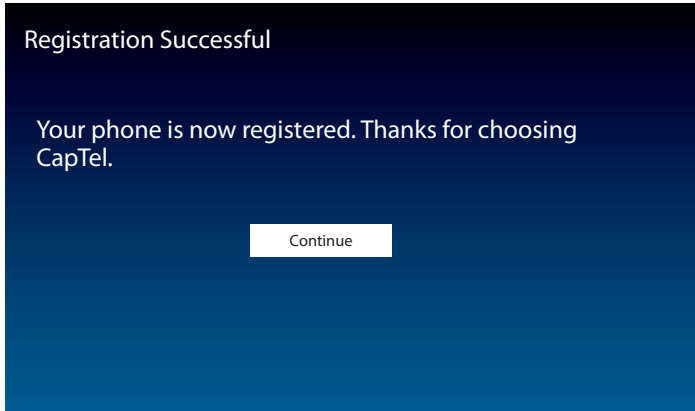 Registration Successful
Your phone is now registered. Thanks for choosing
CapTel.
Continue